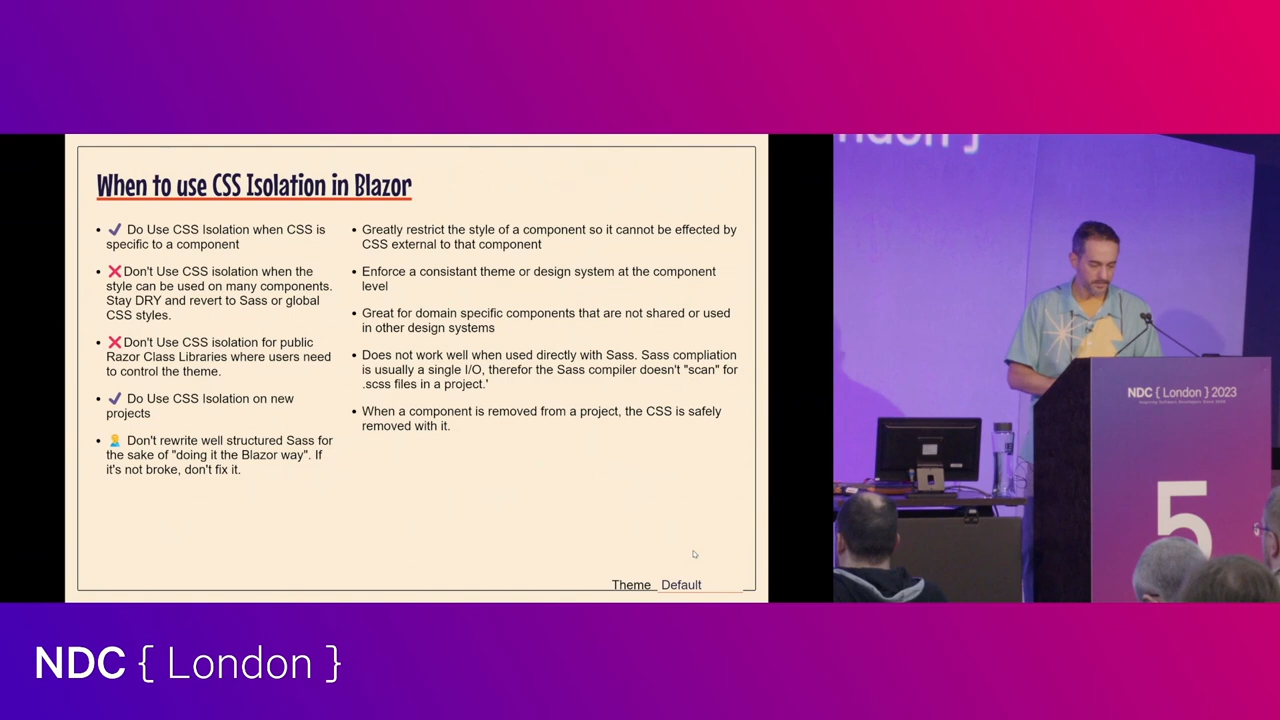 ndon }
When to use CSS Isolation in Blazor
• ✔ Do Use CSS Isolation when CSS is
specific to a component
• ❌Don't Use CSS isolation when the
style can be used on many components.
Stay DRY and revert to Sass or global
CSS styles.
• ❌Don't Use CSS isolation for public
Razor Class Libraries where users need
to control the theme.
• ✔ Do Use CSS Isolation on new
projects
• 🤦 Don't rewrite well structured Sass for
the sake of "doing it the Blazor way". If
it's not broke, don't fix it.
• Greatly restrict the style of a component so it cannot be effected by
CSS external to that component
• Enforce a consistant theme or design system at the component
level
• Great for domain specific components that are not shared or used
in other design systems
• Does not work well when used directly with Sass. Sass compliation
is usually a single I/O, therefor the Sass compiler doesn't "scan" for
.scss files in a project.'
• When a component is removed from a project, the CSS is safely
removed with it.
Theme Default
NDC { London } 2023
5
NDC { London }